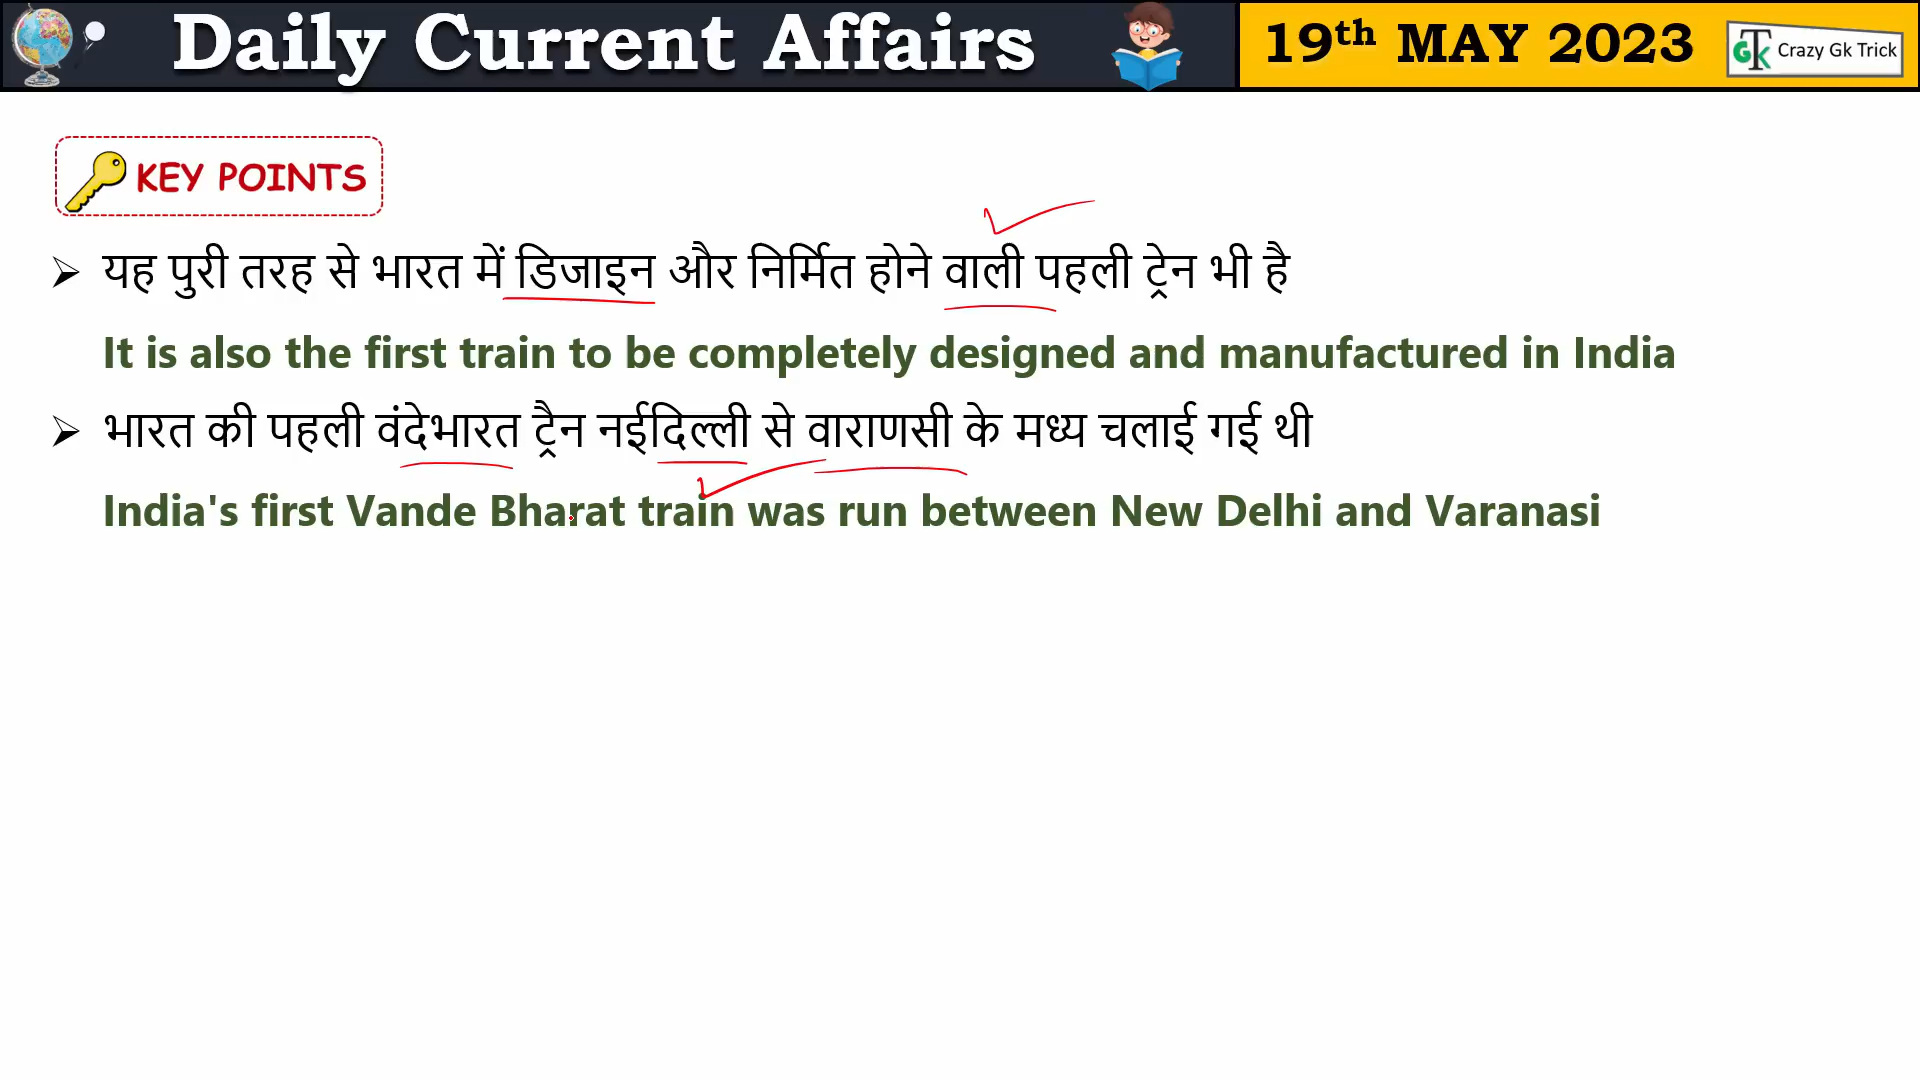 Daily Current Affairs
19th MAY 2023
GTK Crazy Gk Trick
KEY POINTS
➢ यह पुरी तरह से भारत में डिजाइन और निर्मित होने वाली पहली ट्रेन भी है
It is also the first train to be completely designed and manufactured in India
➢ भारत की पहली वंदेभारत ट्रैन नईदिल्ली से वाराणसी के मध्य चलाई गई थी
India's first Vande Bharat train was run between New Delhi and Varanasi